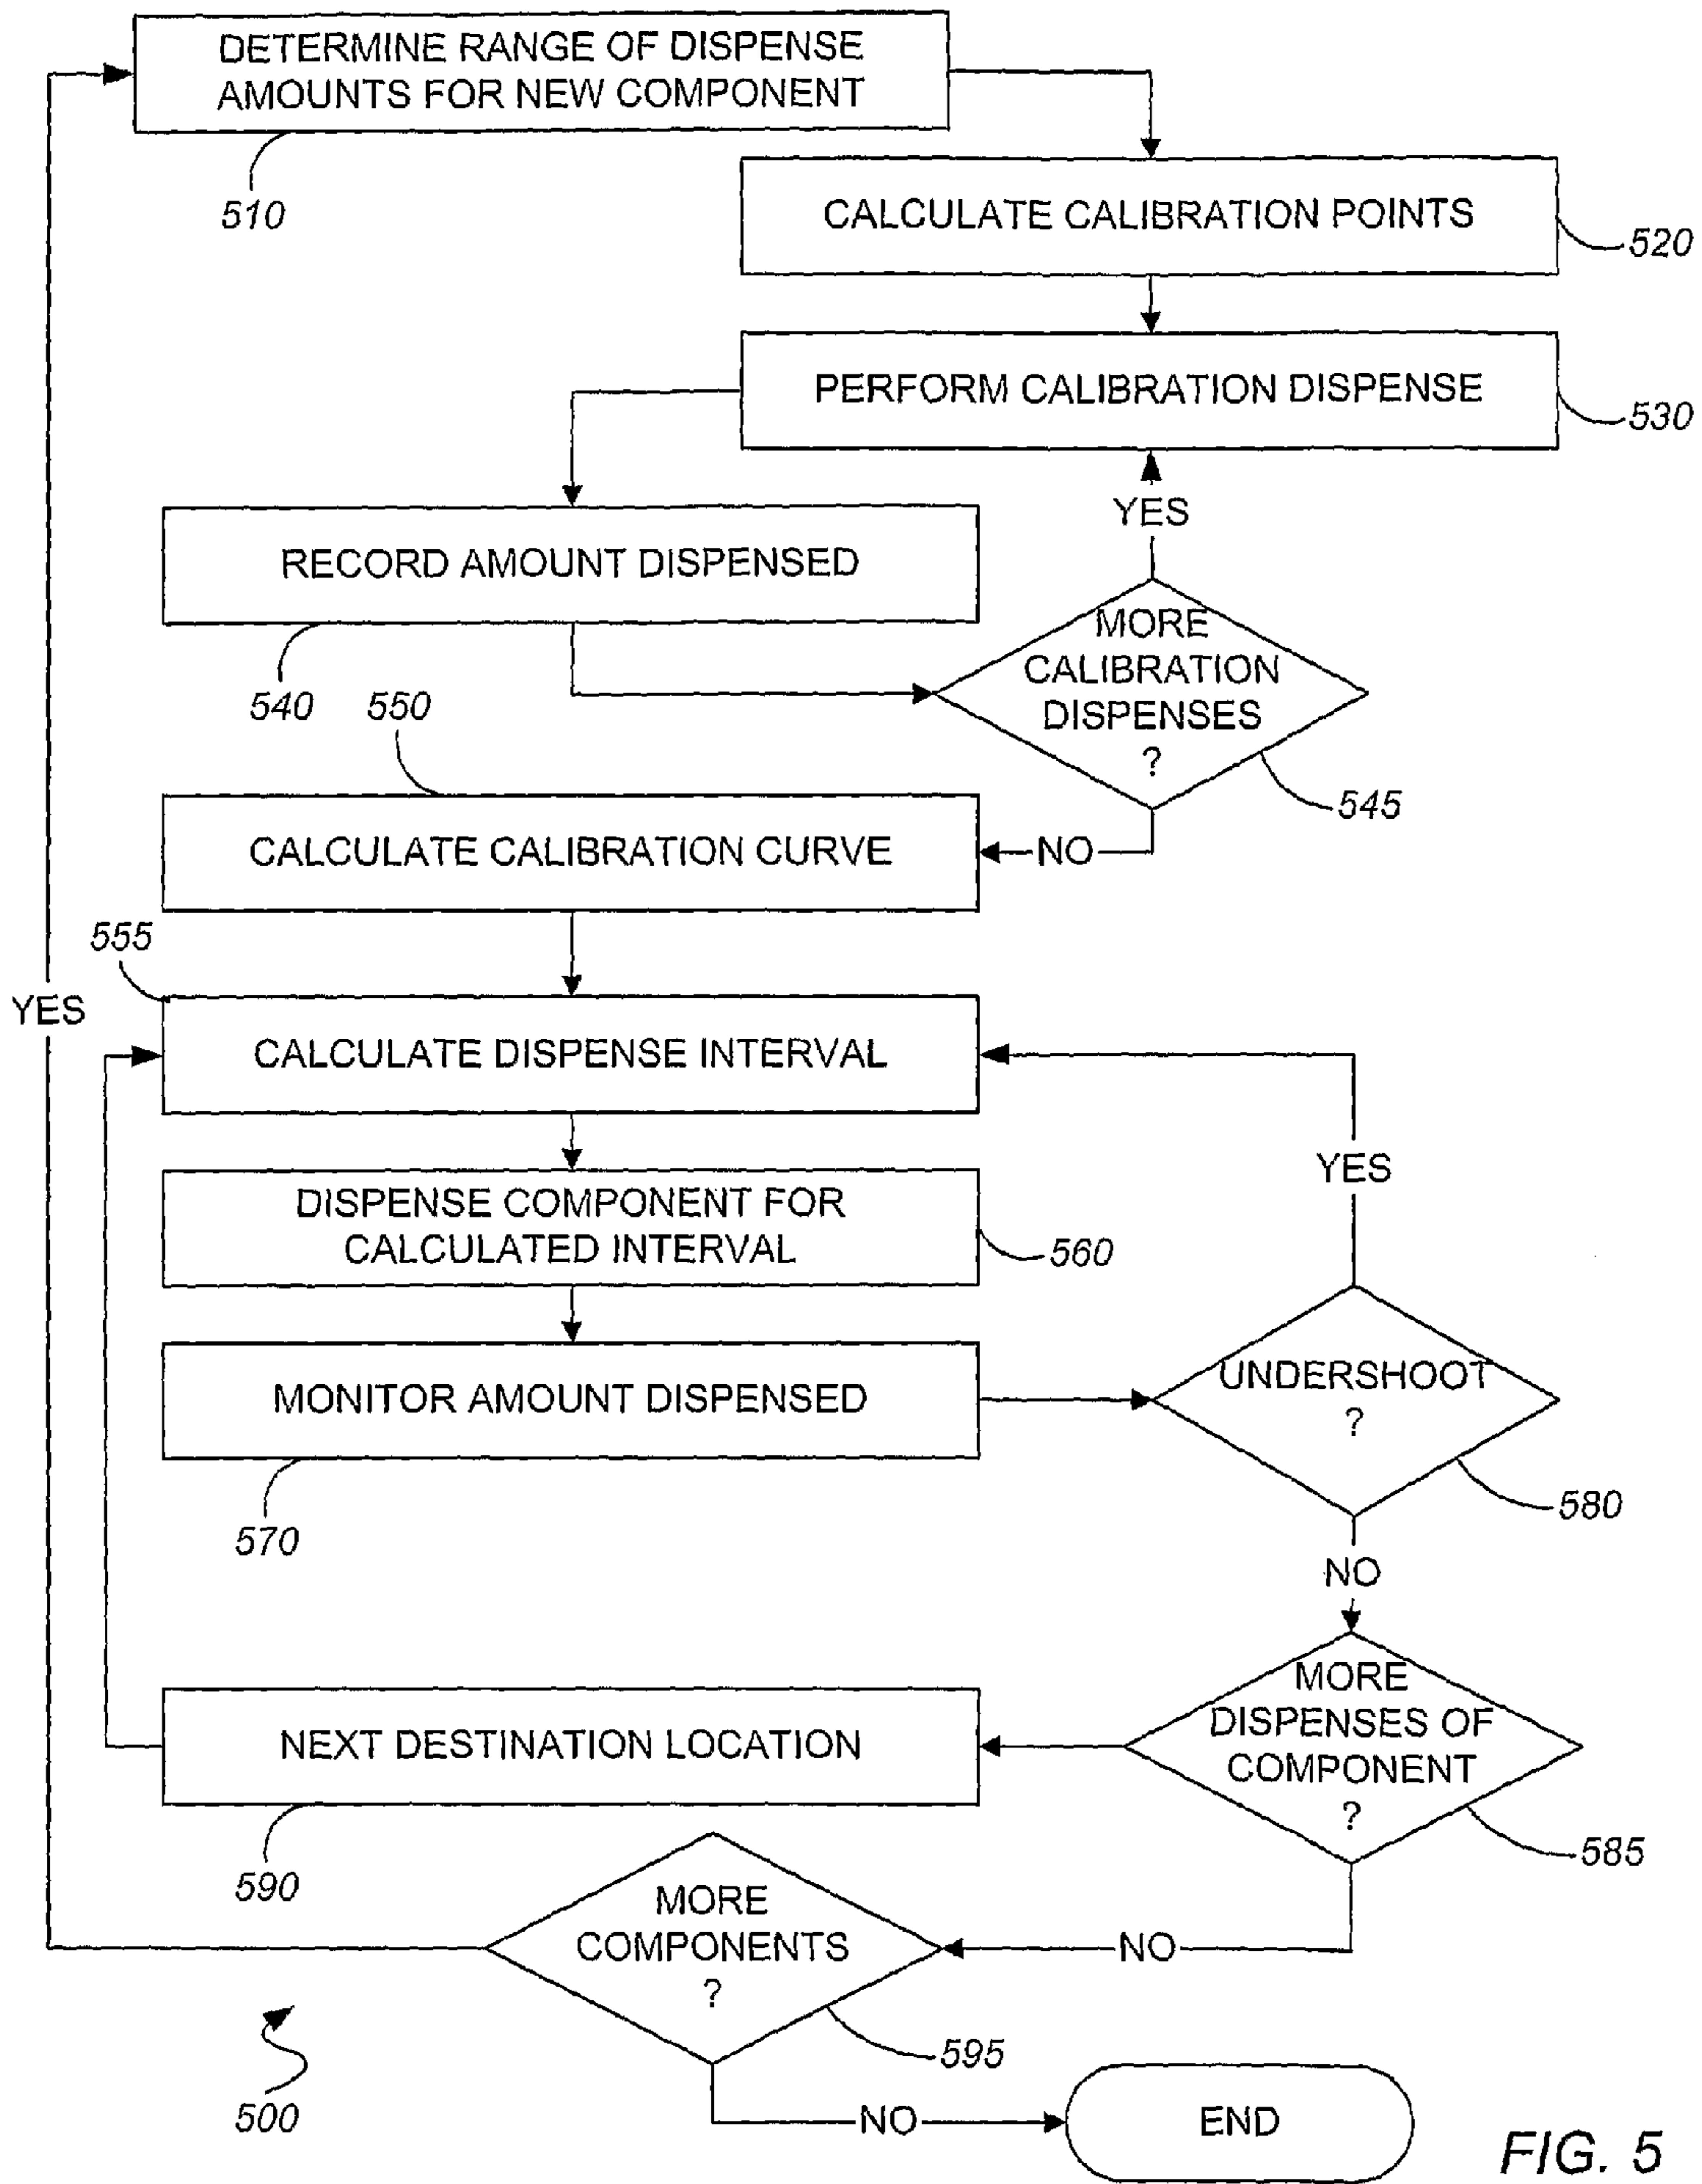 DETERMINE RANGE OF DISPENSE
AMOUNTS FOR NEW COMPONENT
510
CALCULATE CALIBRATION POINTS
520
PERFORM CALIBRATION DISPENSE
530
YES
RECORD AMOUNT DISPENSED
540
MORE
CALIBRATION
DISPENSES
?
545
550
CALCULATE CALIBRATION CURVE
NO
555
YES
CALCULATE DISPENSE INTERVAL
YES
DISPENSE COMPONENT FOR
CALCULATED INTERVAL
560
MONITOR AMOUNT DISPENSED
570
UNDERSHOOT
?
580
NO
MORE
DISPENSES OF
COMPONENT
?
585
NEXT DESTINATION LOCATION
590
MORE
COMPONENTS
?
NO
595
500
NO
END
FIG. 5